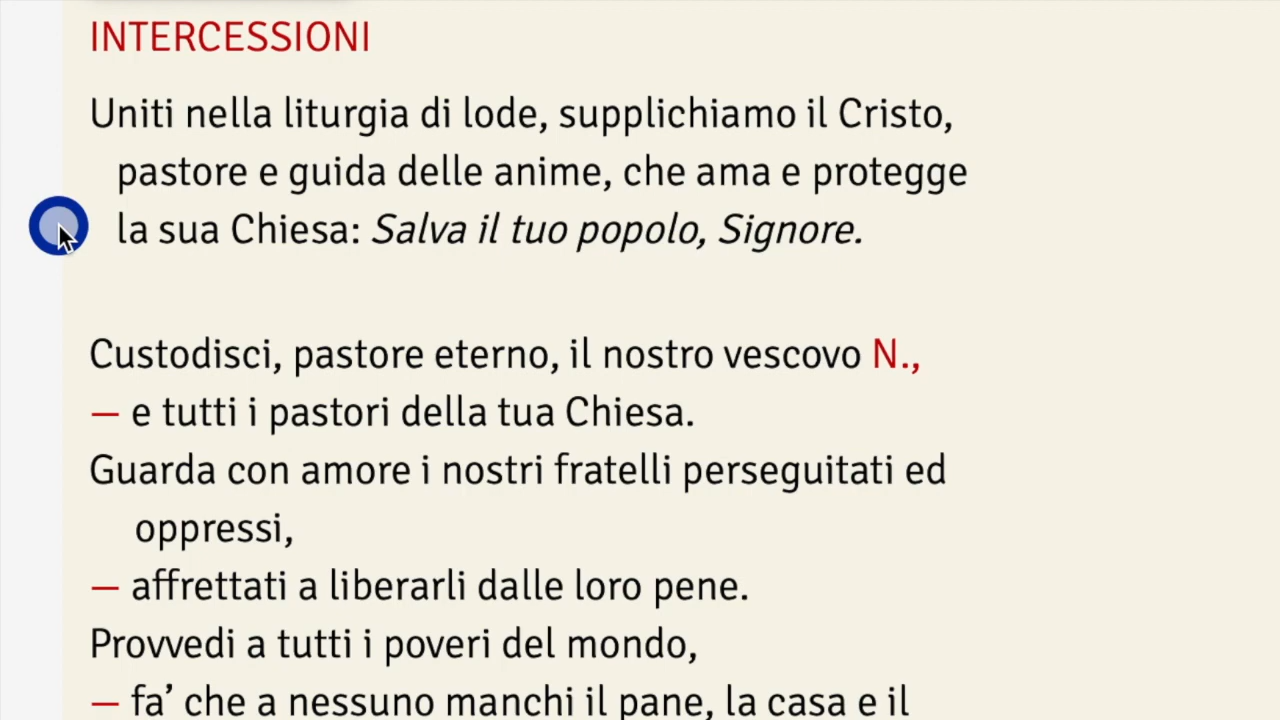 INTERCESSIONI
Uniti nella liturgia di lode, supplichiamo il Cristo,
pastore e guida delle anime, che ama e protegge
la sua Chiesa: Salva il tuo popolo, Signore.
Custodisci, pastore eterno, il nostro vescovo N.,
— e tutti i pastori della tua Chiesa.
Guarda con amore i nostri fratelli perseguitati ed
oppressi,
— affrettati a liberarli dalle loro pene.
Provvedi a tutti i poveri del mondo,
— fa’ che a nessuno manchi il pane, la casa e il